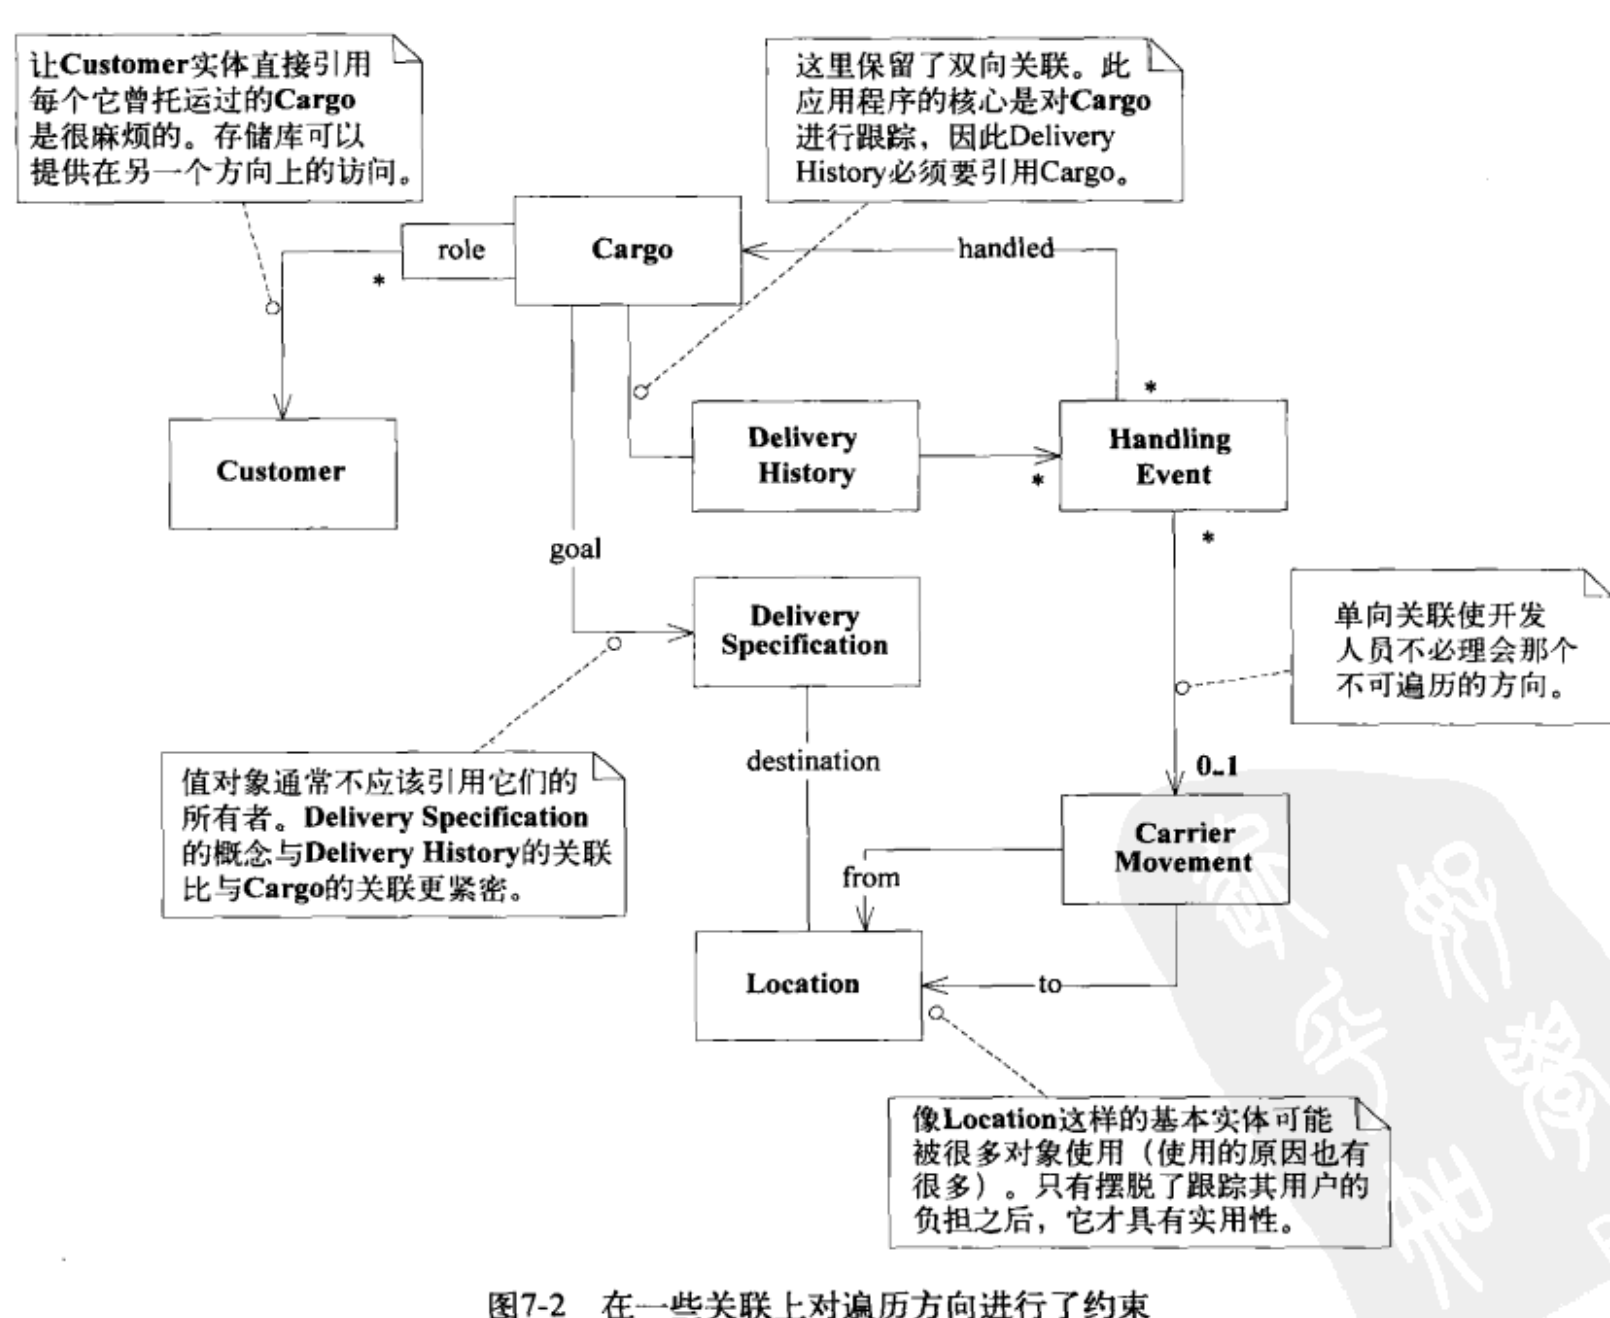 让Customer实体直接引用
每个它曾托运过的Cargo
是很麻烦的。存储库可以
提供在另一个方向上的访问。
这里保留了双向关联。此
应用程序的核心是对Cargo
进行跟踪，因此Delivery
History必须要引用Cargo。
role
*
Cargo
handled
Customer
Delivery
History
*
*
Handling
Event
*
goal
Delivery
Specification
单向关联使开发
人员不必理会那个
不可遍历的方向。
destination
0..1
值对象通常不应该引用它们的
所有者。Delivery Specification
的概念与Delivery History的关联
比与Cargo的关联更紧密。
Carrier
Movement
from
Location
to
像Location这样的基本实体可能
被很多对象使用（使用的原因也有
很多）。只有摆脱了跟踪其用户的
负担之后，它才具有实用性。
图7-2 在一些关联上对遍历方向进行了约束